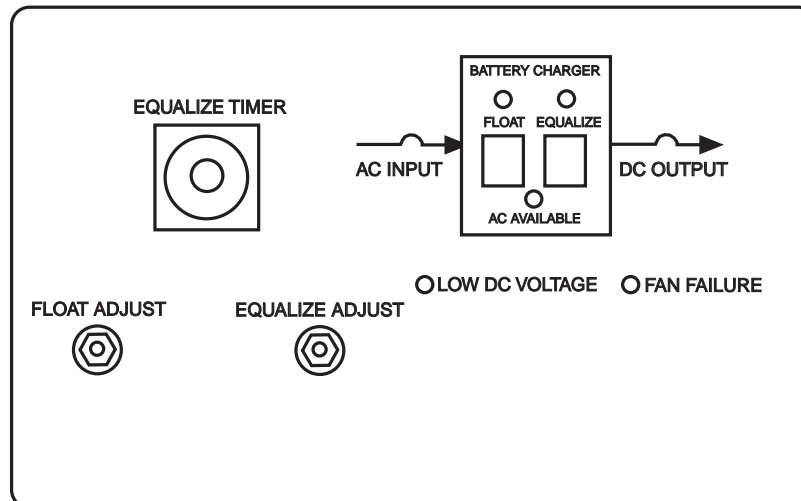 BATTERY CHARGER
EQUALIZE TIMER
FLOAT EQUALIZE
AC INPUT
DC OUTPUT
AC AVAILABLE
LOW DC VOLTAGE
FAN FAILURE
FLOAT ADJUST
EQUALIZE ADJUST